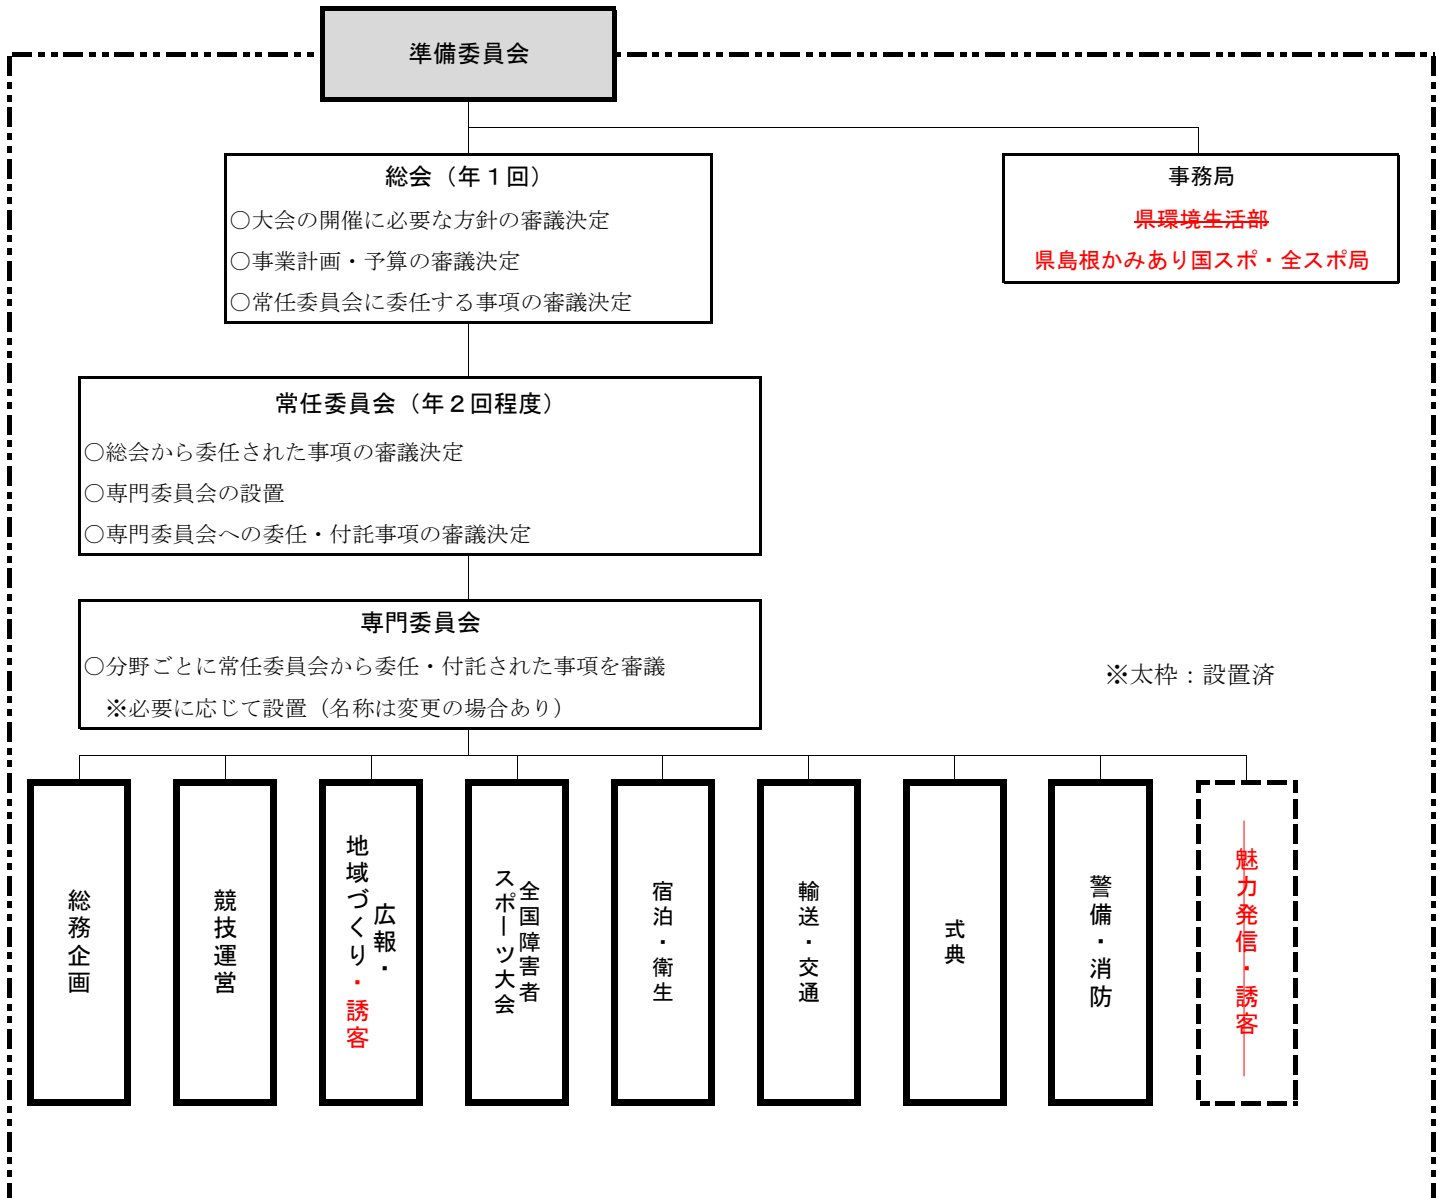 準備委員会
総会（年１回）
○大会の開催に必要な方針の審議決定
○事業計画・予算の審議決定
○常任委員会に委任する事項の審議決定
事務局
県環境生活部
県島根かみあり国スポ・全スポ局
常任委員会（年２回程度）
○総会から委任された事項の審議決定
○専門委員会の設置
○専門委員会への委任・付託事項の審議決定
専門委員会
○分野ごとに常任委員会から委任・付託された事項を審議
※必要に応じて設置（名称は変更の場合あり）
※太枠：設置済
総務企画
競技運営
広報・
地域づくり・誘客
全国障害者
スポーツ大会
宿泊・衛生
輸送・交通
式典
警備・消防
魅力発信・誘客